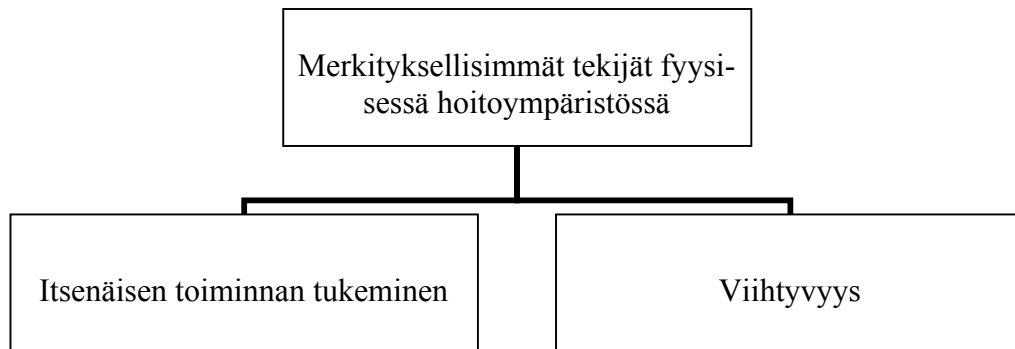 Merkityksellisimmät tekijät fyysi-
sessä hoitoympäristössä
Itsenäisen toiminnan tukeminen
Viihtyvyys